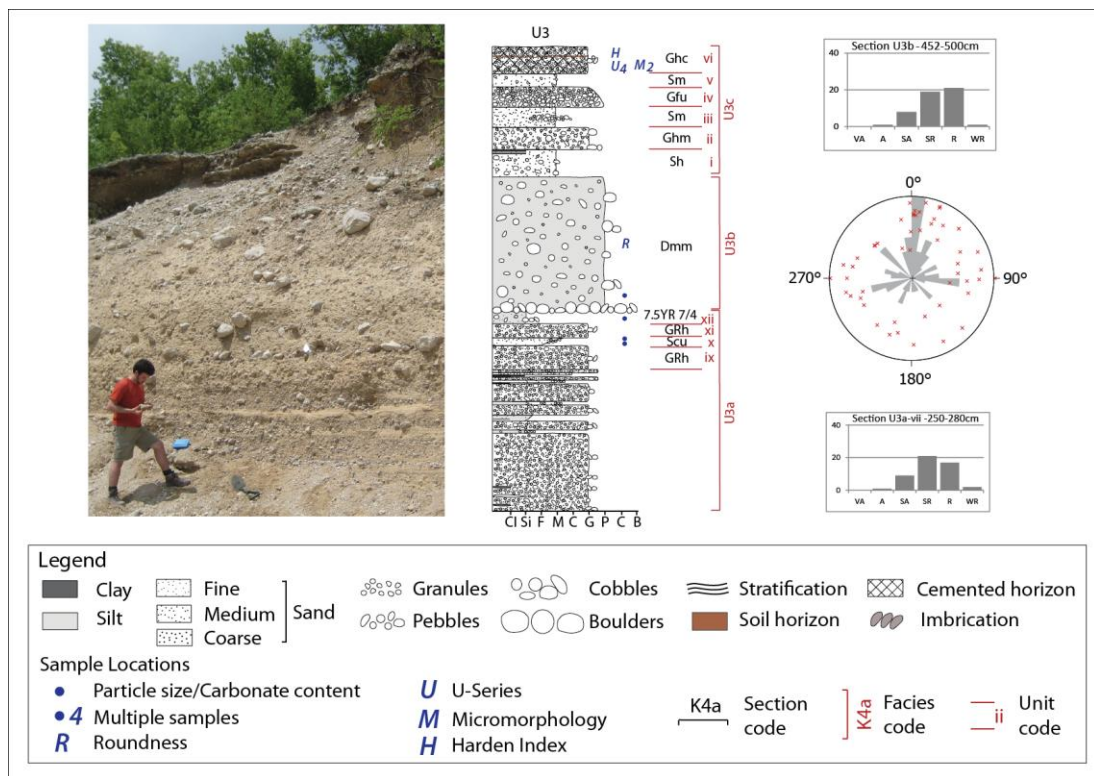 U3
H
U4 M2
Ghc vi
Sm v
Gfu iv
Sm iii
Ghm ii
Sh i
U3c
R
Dmm
U3b
7.5YR 7/4 xii
GRh xi
Scu x
GRh ix
U3a
Cl Si F M C G P C B
Section U3b -452-500cm
40
20
0
VA A SA SR R WR
0°
270° 90°
180°
Section U3a-vii -250-280cm
40
20
0
VA A SA SR R WR
Legend
Clay Fine Granules Cobbles Stratification Cemented horizon
Silt Medium Sand Pebbles Boulders Soil horizon Imbrication
Coarse
Sample Locations
Particle size/Carbonate content U U-Series
4 Multiple samples M Micromorphology K4a Section code K4a Facies code ii Unit code
R Roundness H Harden Index